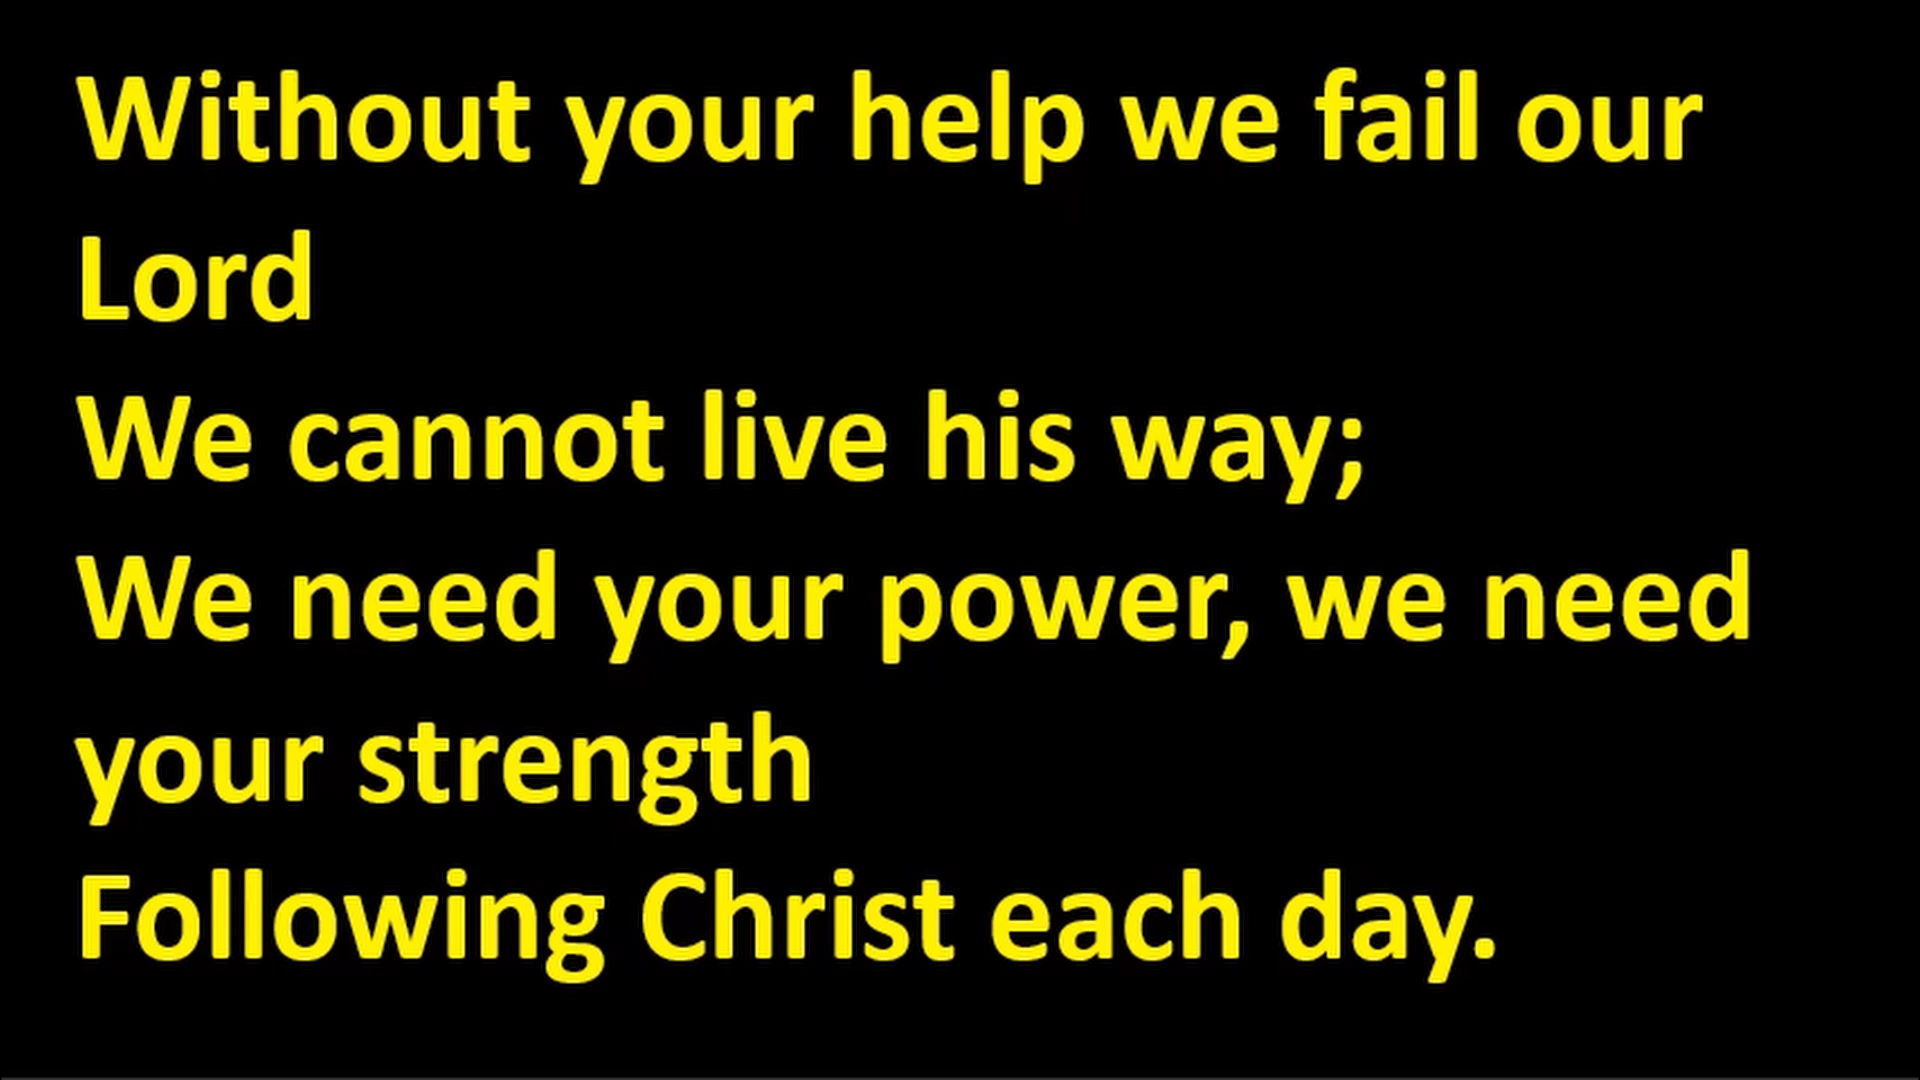 Without your help we fail our
Lord
We cannot live his way;
We need your power, we need
your strength
Following Christ each day.